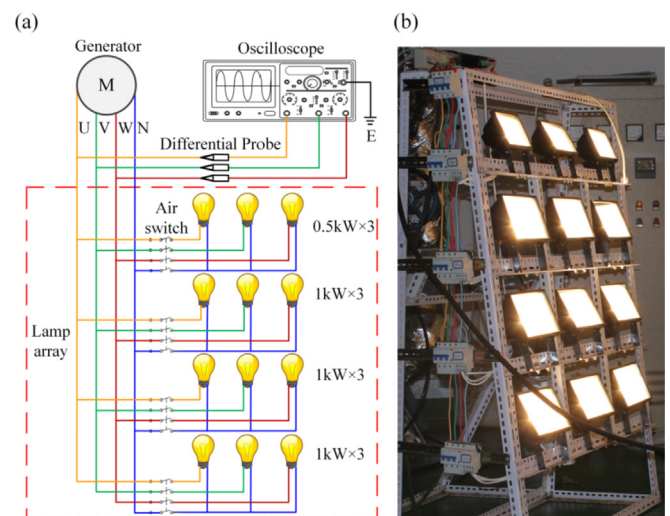 (a)
(b)
Generator
Oscilloscope
M
U V W N
E
Differential Probe
Air
switch
0.5kW×3
1kW×3
Lamp
array
1kW×3
1kW×3